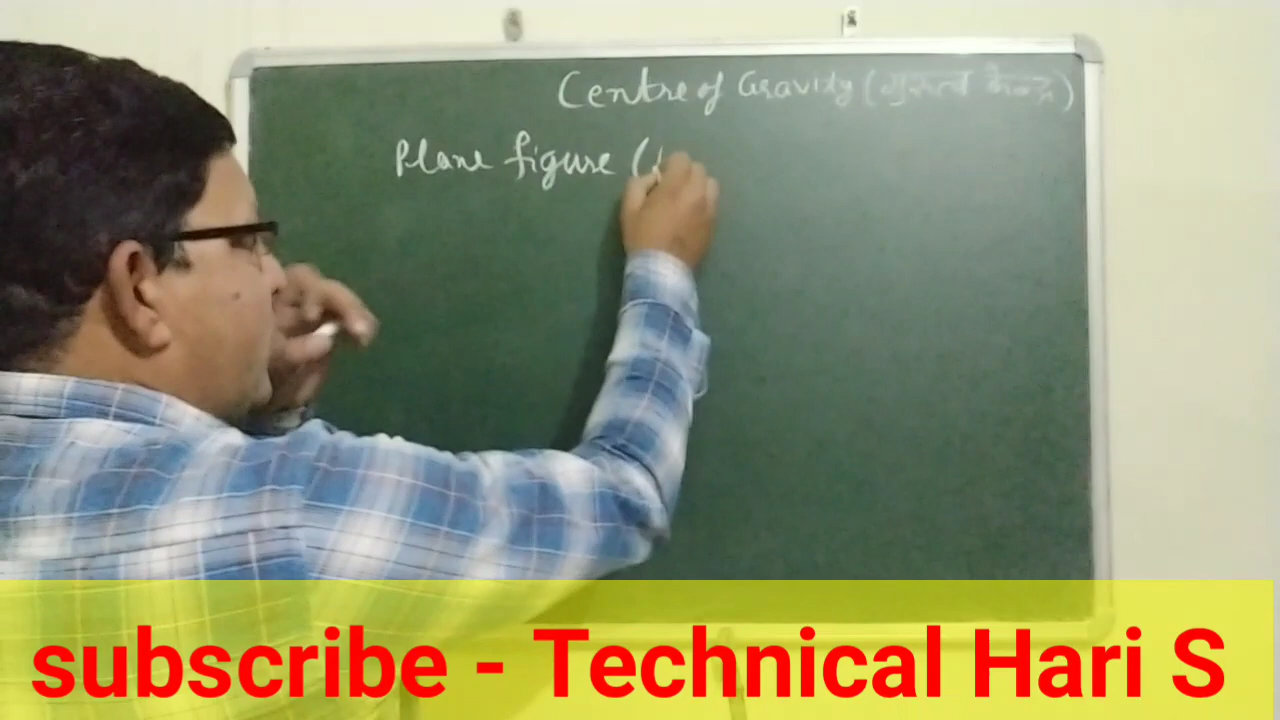 Centre of Gravity (गुरुत्व केन्द्र)
Plane figure (
subscribe - Technical Hari S